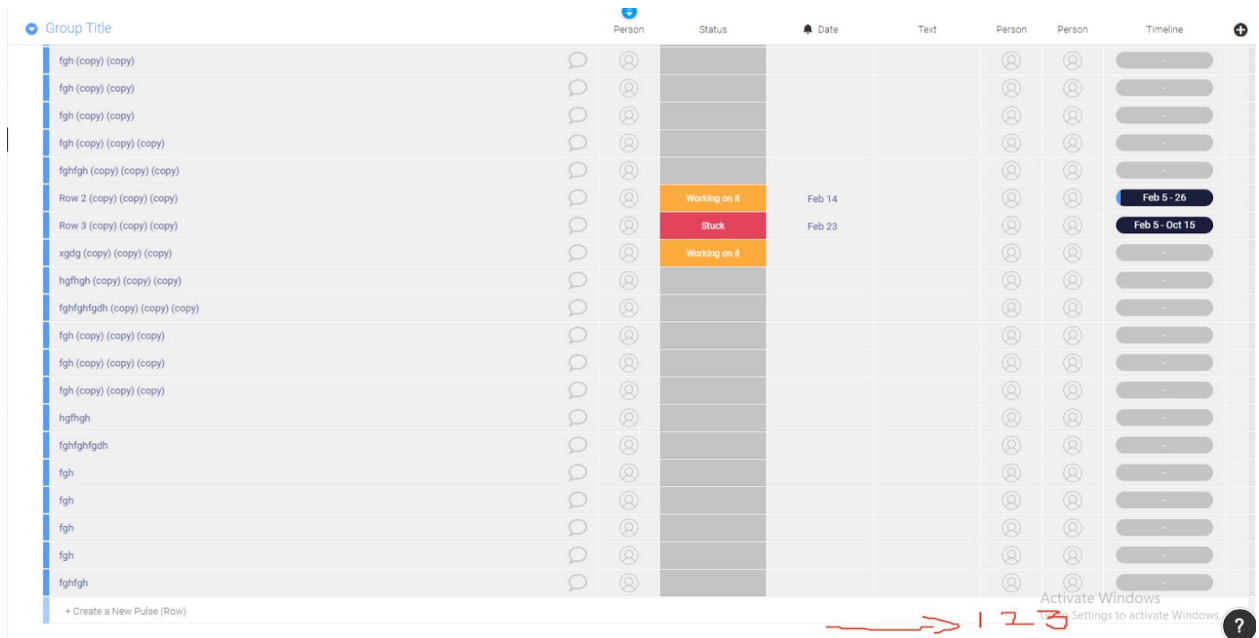 Group Title Person Status Date Text Person Person Timeline
fgh (copy) (copy) -
fgh (copy) (copy) -
fgh (copy) (copy) -
fgh (copy) (copy) (copy) -
fghfgh (copy) (copy) (copy) -
Row 2 (copy) (copy) (copy) Working on it Feb 14 Feb 5 - 26
Row 3 (copy) (copy) (copy) Stuck Feb 23 Feb 5 - Oct 15
xgdg (copy) (copy) (copy) Working on it -
hgfhgh (copy) (copy) (copy) -
fghfghfgdh (copy) (copy) (copy) -
fgh (copy) (copy) (copy) -
fgh (copy) (copy) (copy) -
fgh (copy) (copy) (copy) -
hgfhgh -
fghfghfgdh -
fgh -
fgh -
fgh -
fgh -
fghfgh -
+ Create a New Pulse (Row)
Activate Windows
1 2 3 Settings to activate Windows.
?